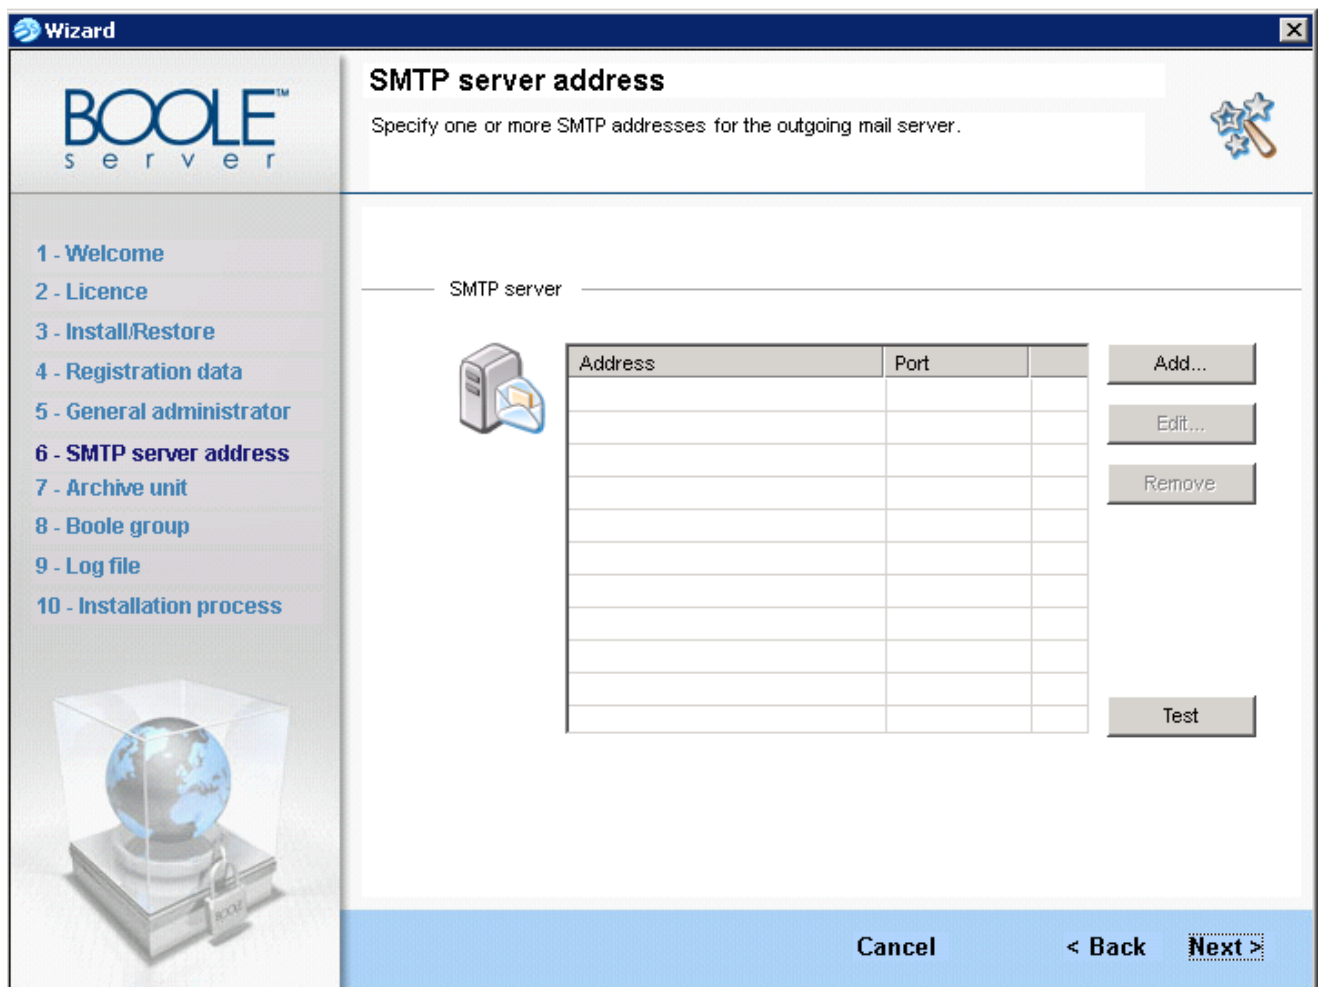 Wizard
BOOLE™
server
SMTP server address
Specify one or more SMTP addresses for the outgoing mail server.
1 - Welcome
2 - Licence
3 - Install/Restore
4 - Registration data
5 - General administrator
6 - SMTP server address
7 - Archive unit
8 - Boole group
9 - Log file
10 - Installation process
SMTP server
Address Port
Add...
Edit...
Remove
Test
BOOLE
Cancel < Back Next >